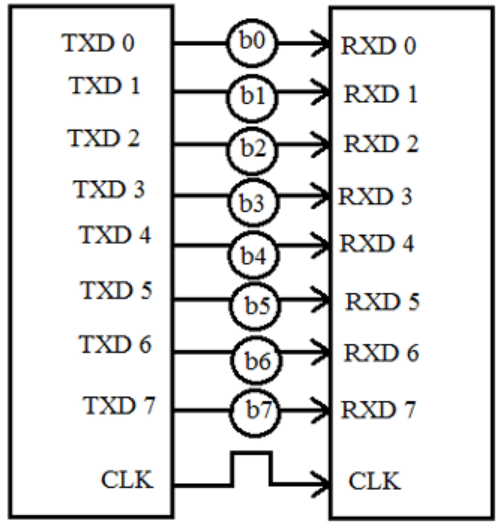 TXD 0 b0 RXD 0
TXD 1 b1 RXD 1
TXD 2 b2 RXD 2
TXD 3 b3 RXD 3
TXD 4 b4 RXD 4
TXD 5 b5 RXD 5
TXD 6 b6 RXD 6
TXD 7 b7 RXD 7
CLK CLK